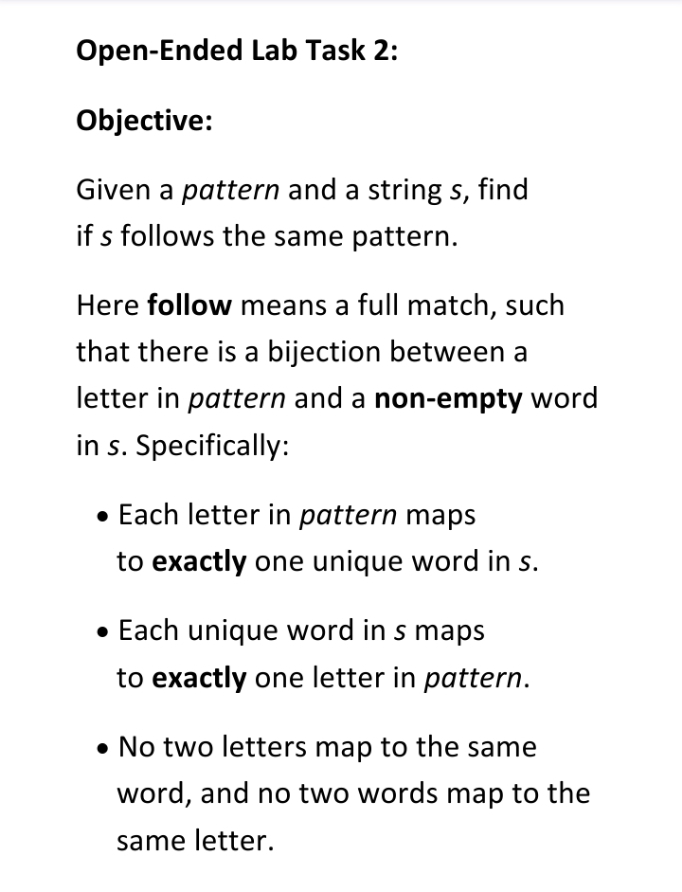 Open-Ended Lab Task 2:
Objective:
Given a pattern and a string s, find
if s follows the same pattern.
Here follow means a full match, such
that there is a bijection between a
letter in pattern and a non-empty word
in s. Specifically:
• Each letter in pattern maps
to exactly one unique word in s.
• Each unique word in s maps
to exactly one letter in pattern.
• No two letters map to the same
word, and no two words map to the
same letter.